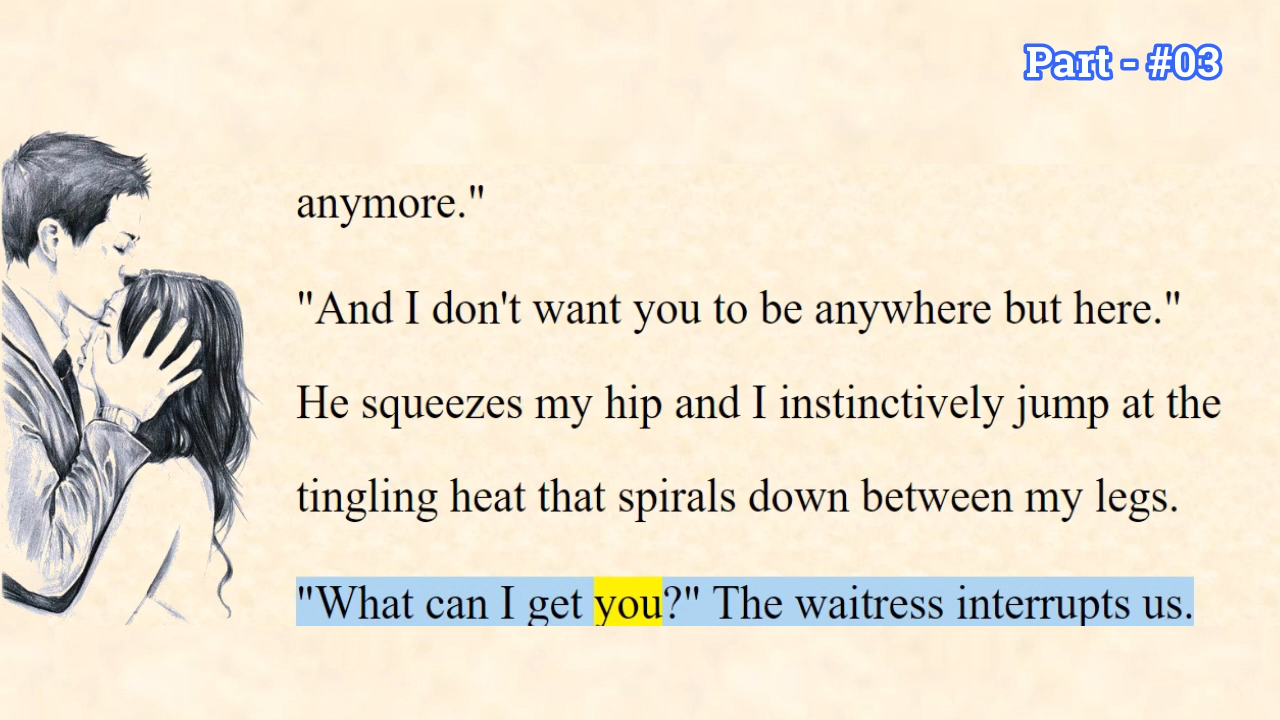 Part - #03
anymore."
"And I don't want you to be anywhere but here."
He squeezes my hip and I instinctively jump at the
tingling heat that spirals down between my legs.
"What can I get you?" The waitress interrupts us.